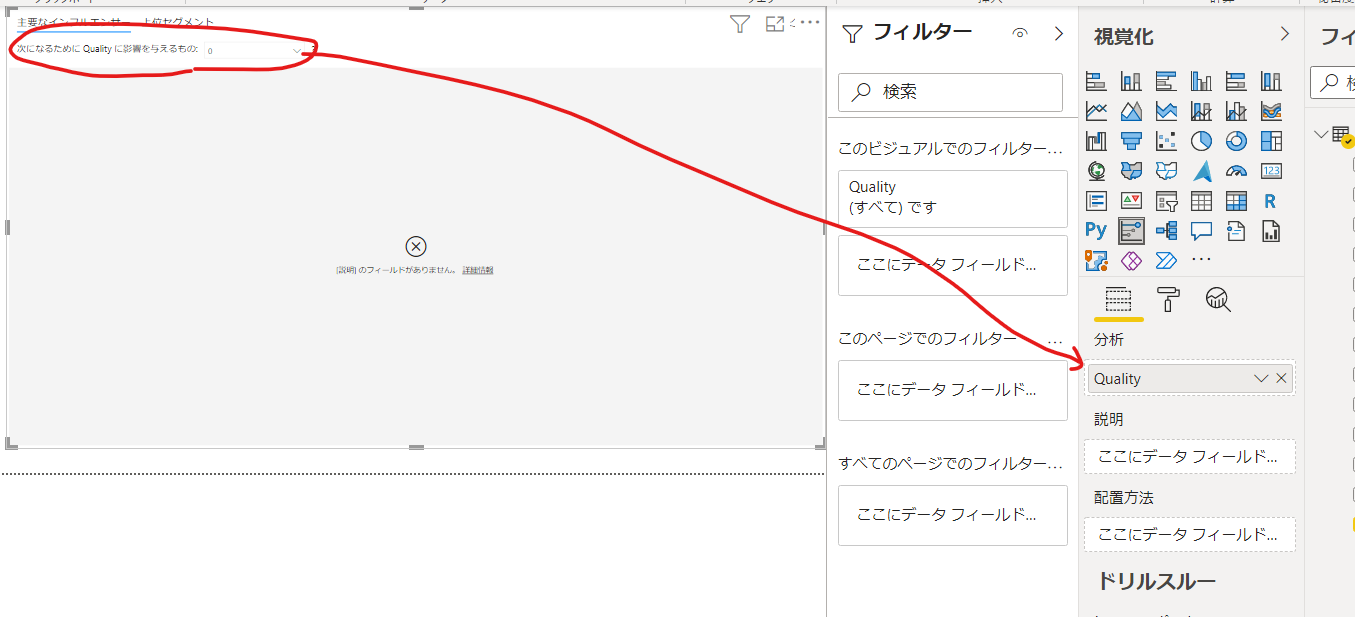 主要なインフルエンサー 上位セグメント
次になるために Quality に影響を与えるもの: 0 ?
[説明] のフィールドがありません。 詳細情報
フィルター
検索
このビジュアルでのフィルター...
Quality
(すべて) です
ここにデータ フィールド...
このページでのフィルター ...
ここにデータ フィールド...
すべてのページでのフィルター...
ここにデータ フィールド...
視覚化
123
R
Py
...
分析
Quality
説明
ここにデータ フィールド...
配置方法
ここにデータ フィールド...
ドリルスルー
フィ
検